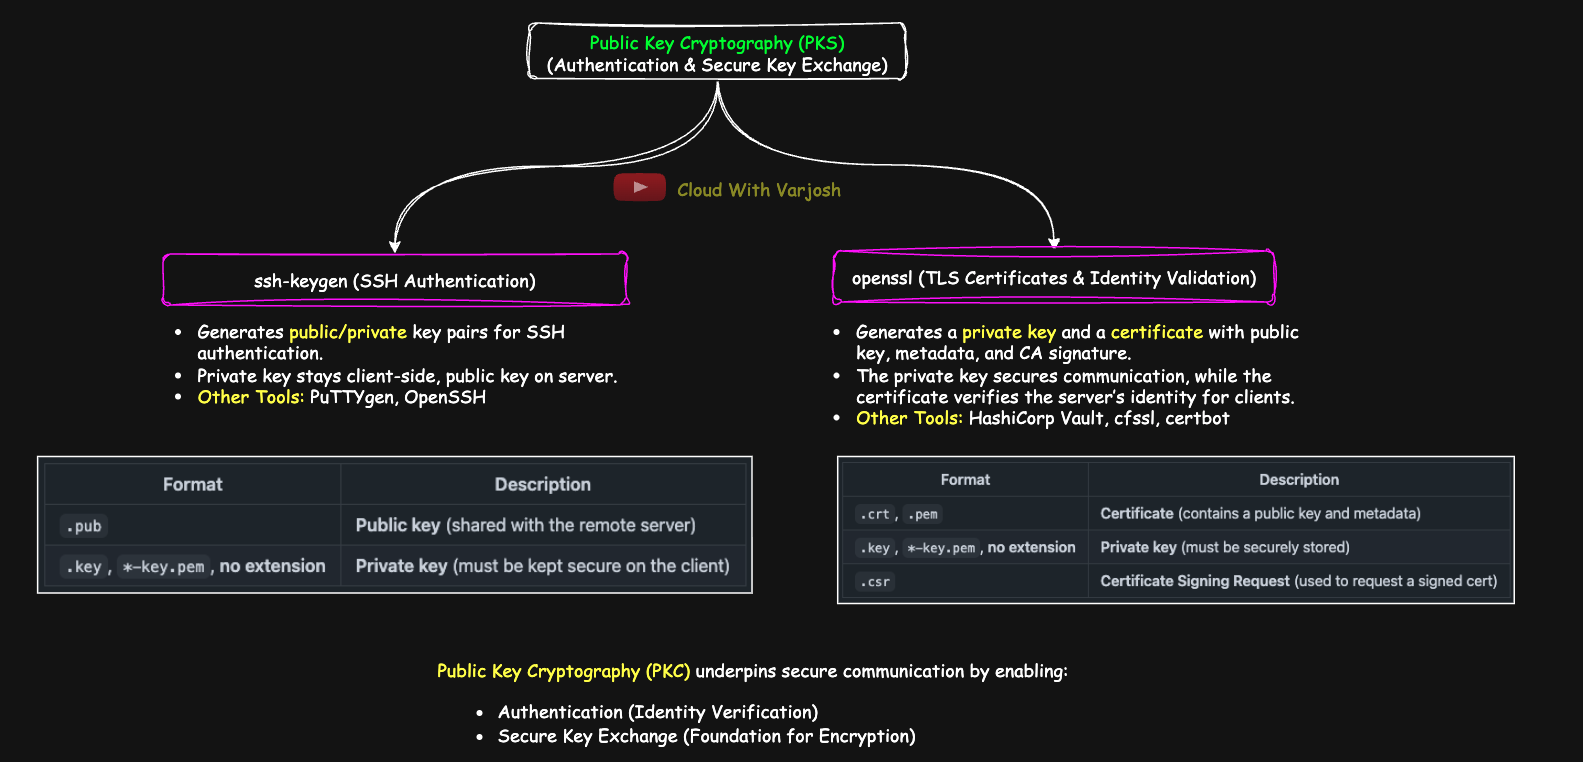 Public Key Cryptography (PKS)
(Authentication & Secure Key Exchange)
Cloud With Varjosh
ssh-keygen (SSH Authentication)
• Generates public/private key pairs for SSH
authentication.
• Private key stays client-side, public key on server.
• Other Tools: PuTTYgen, OpenSSH
Format Description
.pub Public key (shared with the remote server)
.key, *-key.pem, no extension Private key (must be kept secure on the client)
openssl (TLS Certificates & Identity Validation)
• Generates a private key and a certificate with public
key, metadata, and CA signature.
• The private key secures communication, while the
certificate verifies the server's identity for clients.
• Other Tools: HashiCorp Vault, cfssl, certbot
Format Description
.crt, .pem Certificate (contains a public key and metadata)
.key, *-key.pem, no extension Private key (must be securely stored)
.csr Certificate Signing Request (used to request a signed cert)
Public Key Cryptography (PKC) underpins secure communication by enabling:
• Authentication (Identity Verification)
• Secure Key Exchange (Foundation for Encryption)